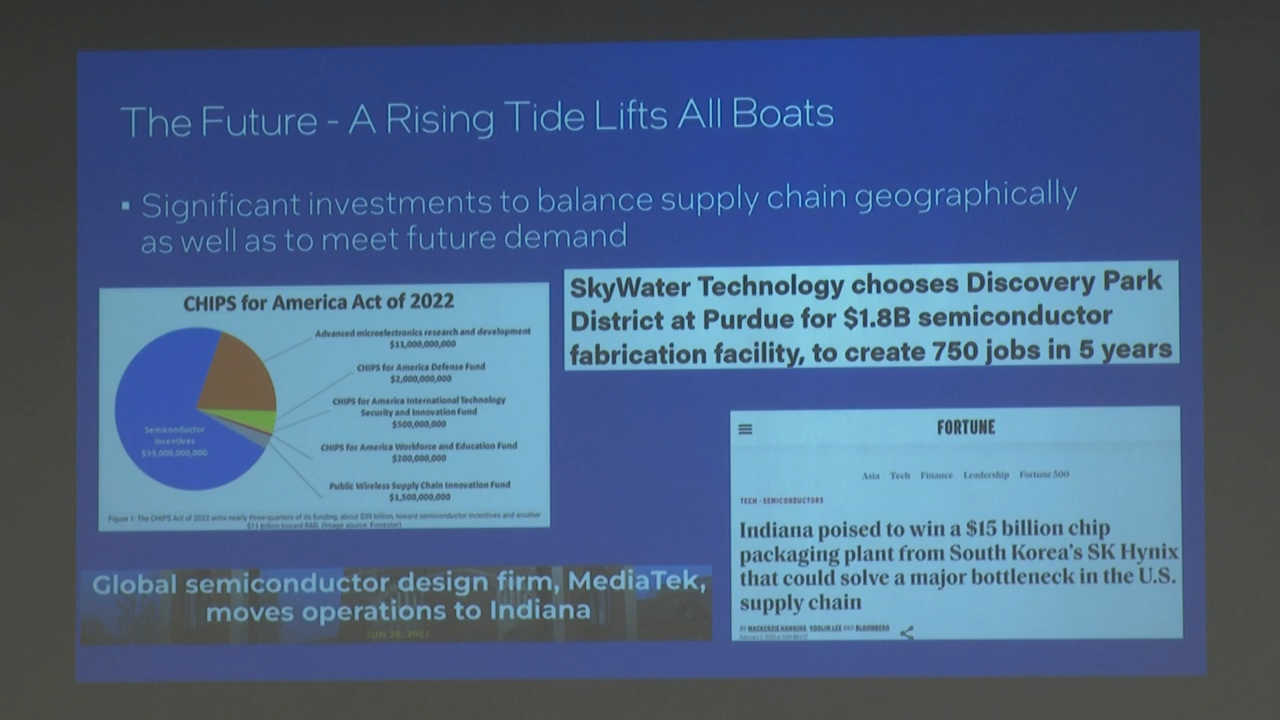 The Future - A Rising Tide Lifts All Boats
▪ Significant investments to balance supply chain geographically
as well as to meet future demand
CHIPS for America Act of 2022
Advanced microelectronics research and development
$11,000,000,000
CHIPS for America Defense Fund
$2,000,000,000
CHIPS for America International Technology
Security and Innovation Fund
$500,000,000
CHIPS for America Workforce and Education Fund
$200,000,000
Public Wireless Supply Chain Innovation Fund
$1,500,000,000
Semiconductor
incentives
$39,000,000,000
Figure 1: The CHIPS Act of 2022 aims nearly three-quarters of its funding, about $39 billion, toward semiconductor incentives and another
$11 billion toward R&D. (Image source: Forrester)
SkyWater Technology chooses Discovery Park
District at Purdue for $1.8B semiconductor
fabrication facility, to create 750 jobs in 5 years
Global semiconductor design firm, MediaTek,
moves operations to Indiana
JUN 28, 2022
FORTUNE
Asia Tech Finance Leadership Fortune 500
TECH · SEMICONDUCTORS
Indiana poised to win a $15 billion chip
packaging plant from South Korea's SK Hynix
that could solve a major bottleneck in the U.S.
supply chain
BY MACKENZIE HAWKINS, YOOLIM LEE AND BLOOMBERG